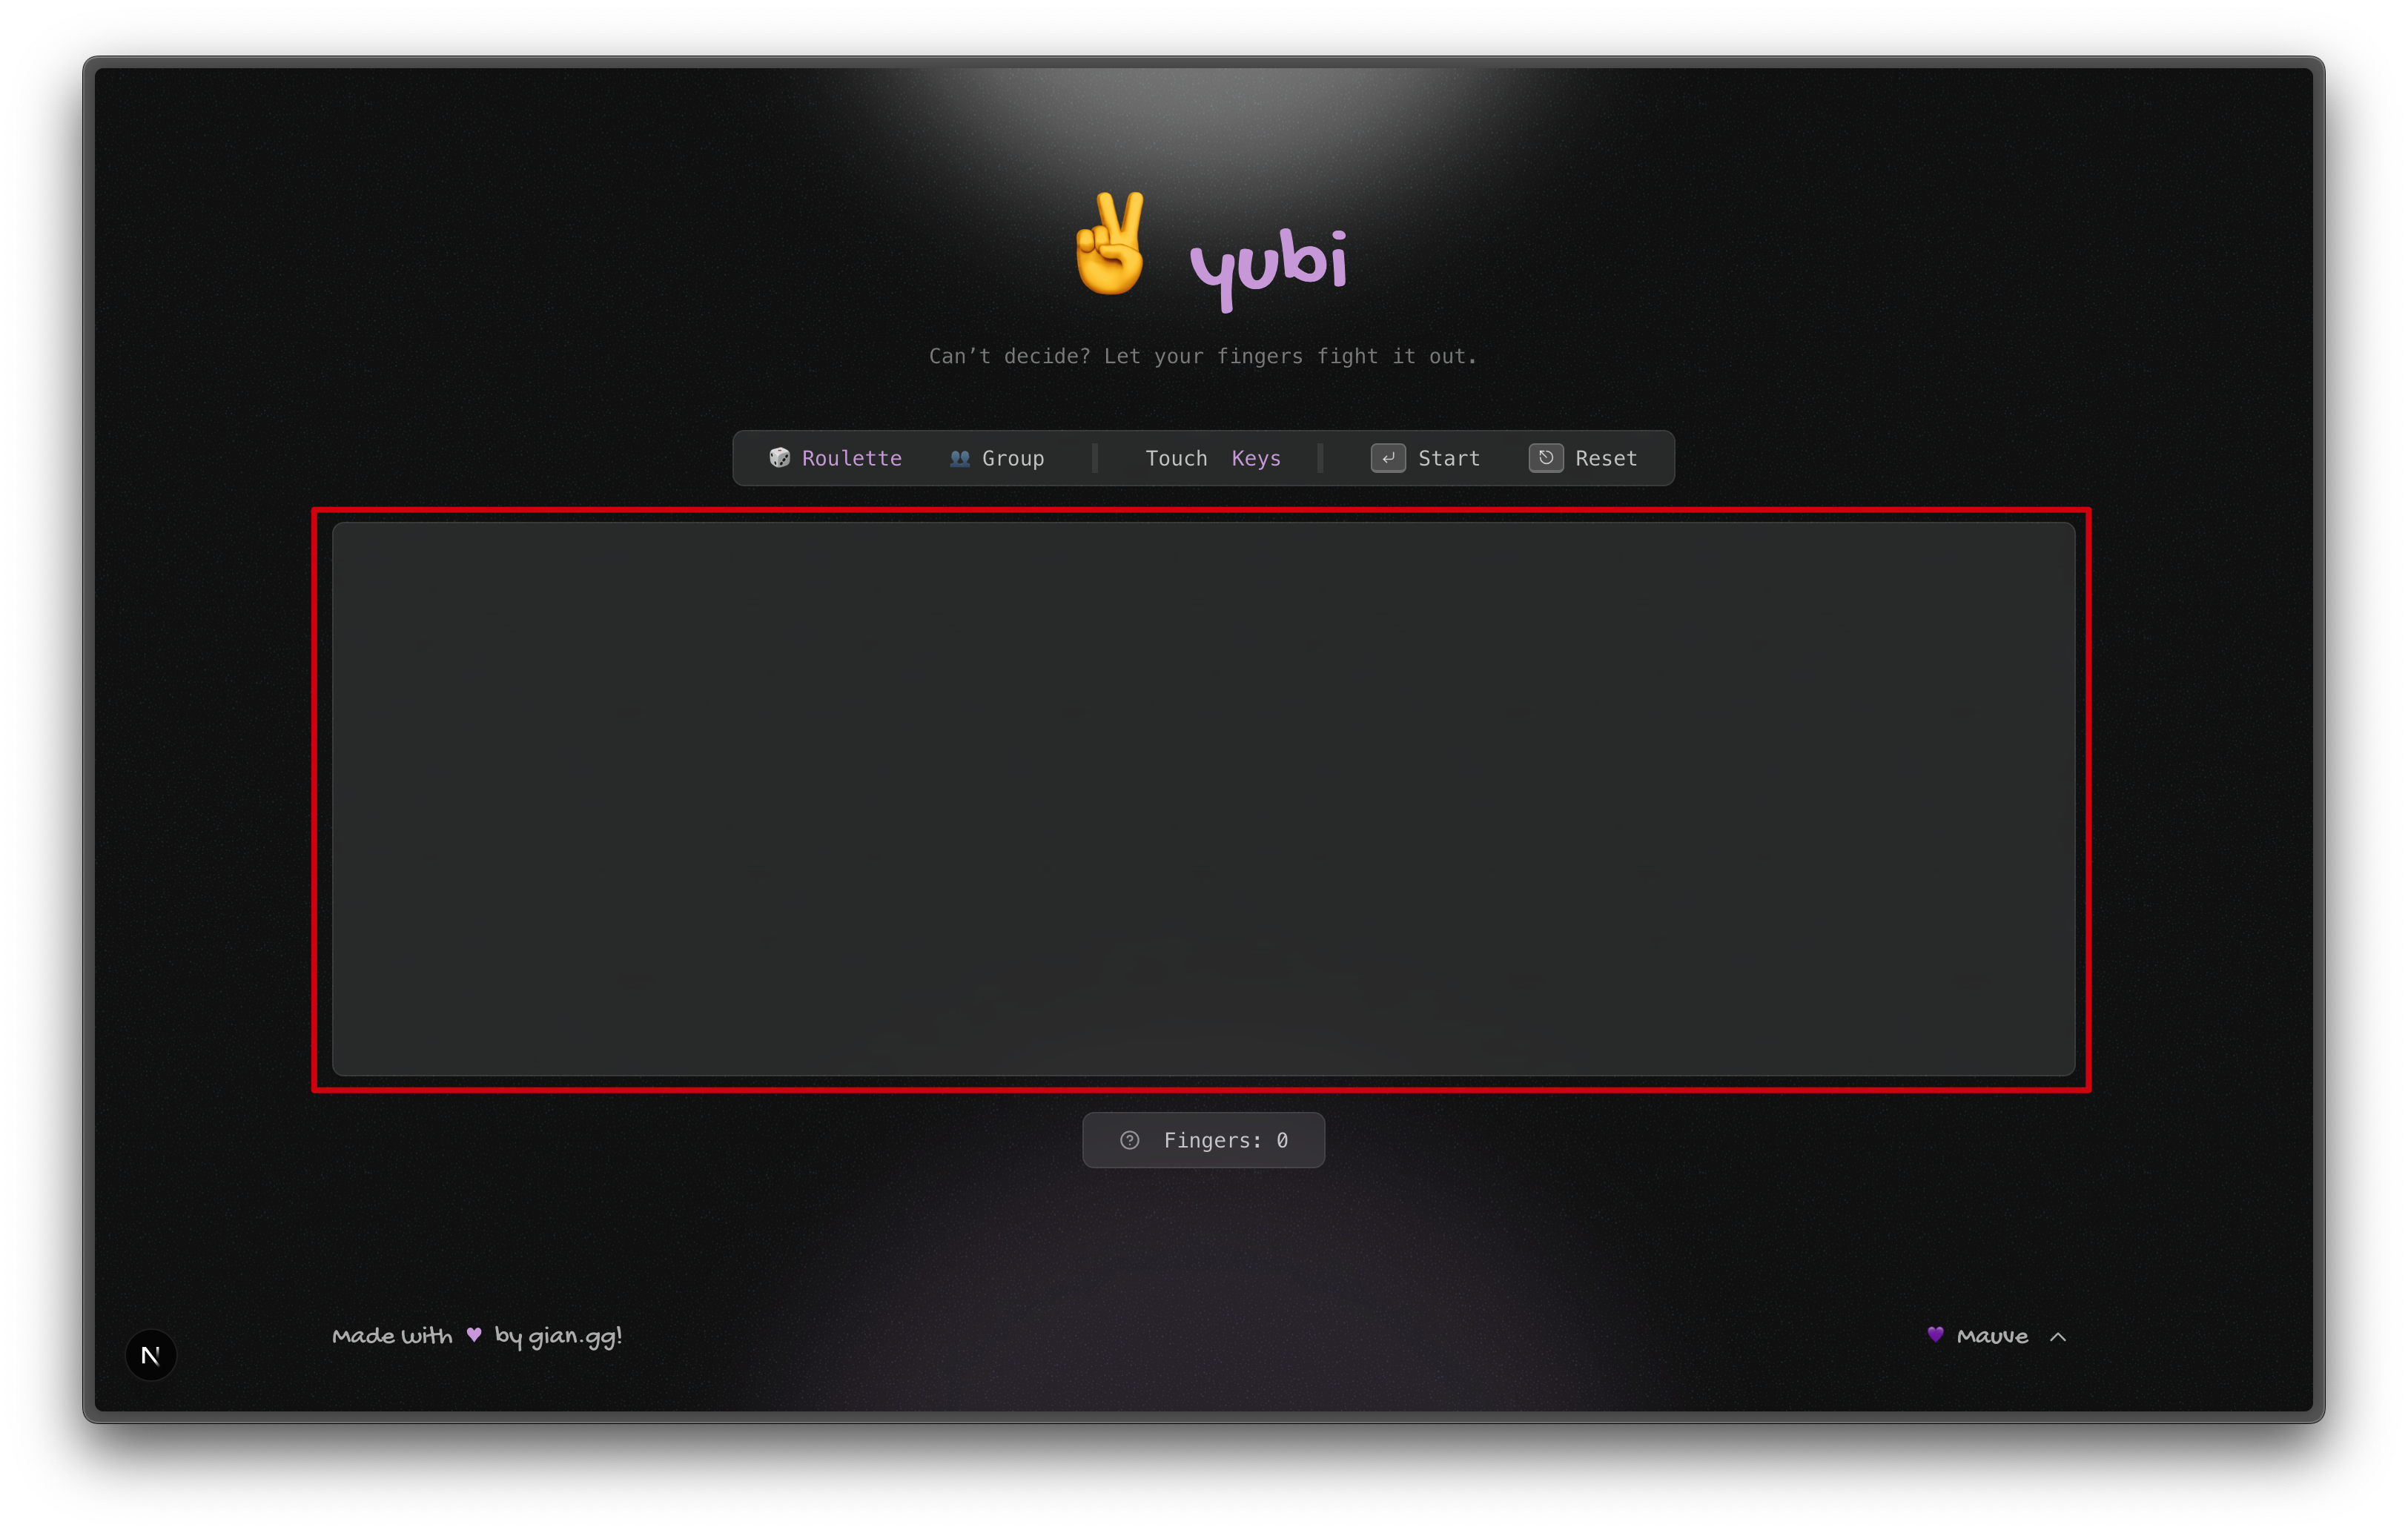 yubi
Can’t decide? Let your fingers fight it out.
Roulette Group Touch Keys Start Reset
Fingers: 0
Made with ♥ by gian.gg!
Mauve
N